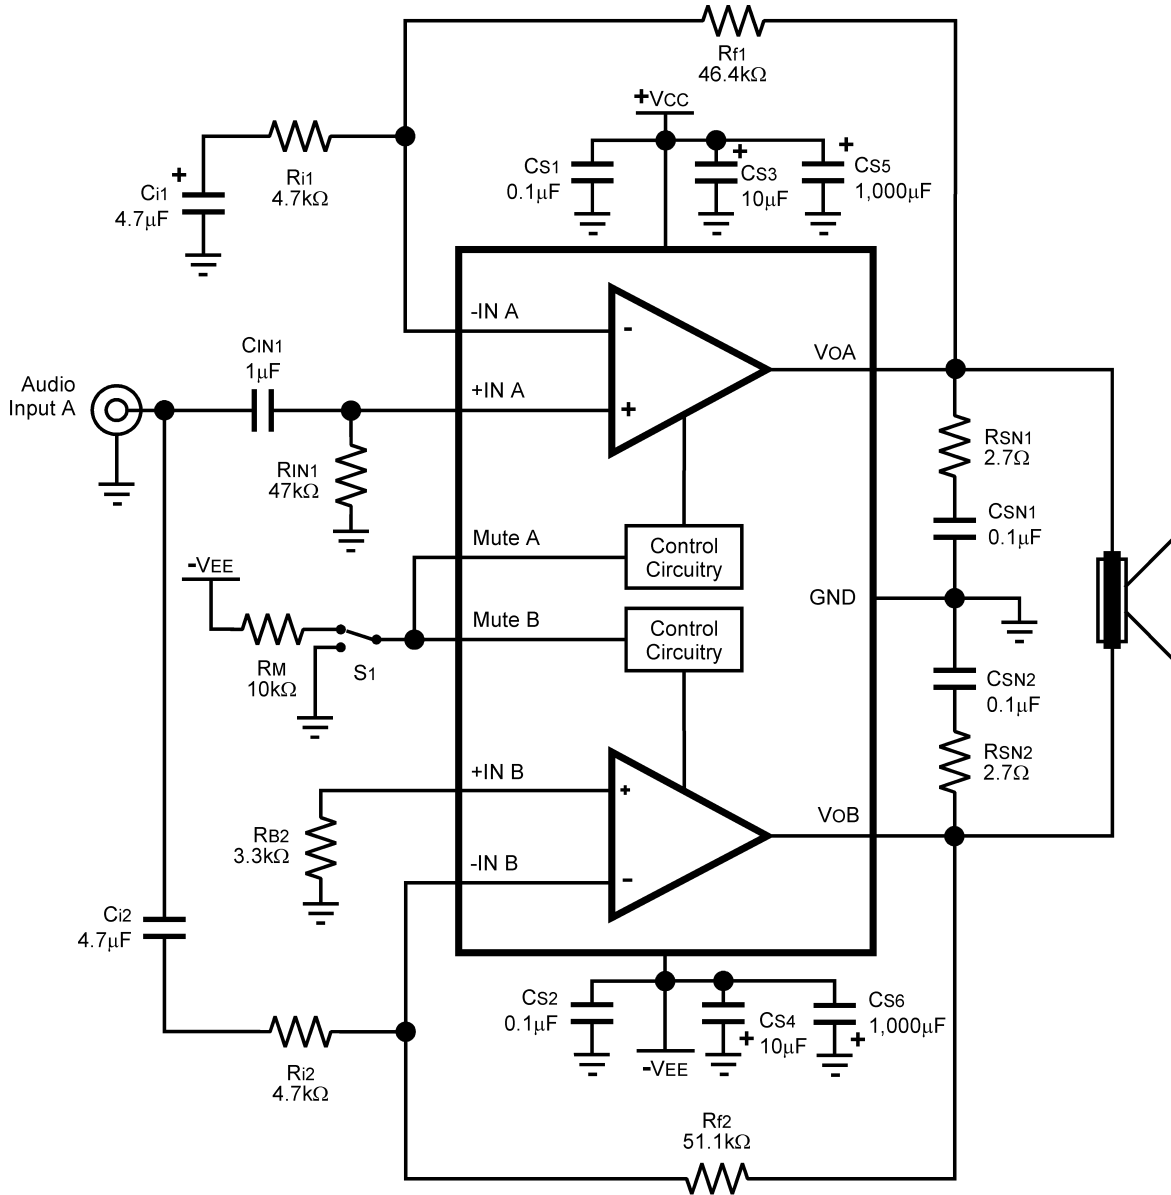 Rf1
46.4kΩ
+VCC
CS1
0.1µF
+
CS3
10µF
+
CS5
1,000µF
Ri1
4.7kΩ
+
Ci1
4.7µF
-IN A
-
VOA
CIN1
1µF
Audio
Input A
+IN A
+
RSN1
2.7Ω
RIN1
47kΩ
CSN1
0.1µF
Mute A
Control
Circuitry
-VEE
GND
Mute B
Control
Circuitry
RM
10kΩ
S1
CSN2
0.1µF
RSN2
2.7Ω
+IN B
+
VOB
RB2
3.3kΩ
-IN B
-
Ci2
4.7µF
CS2
0.1µF
CS4
10µF
+
CS6
1,000µF
+
-VEE
Ri2
4.7kΩ
Rf2
51.1kΩ